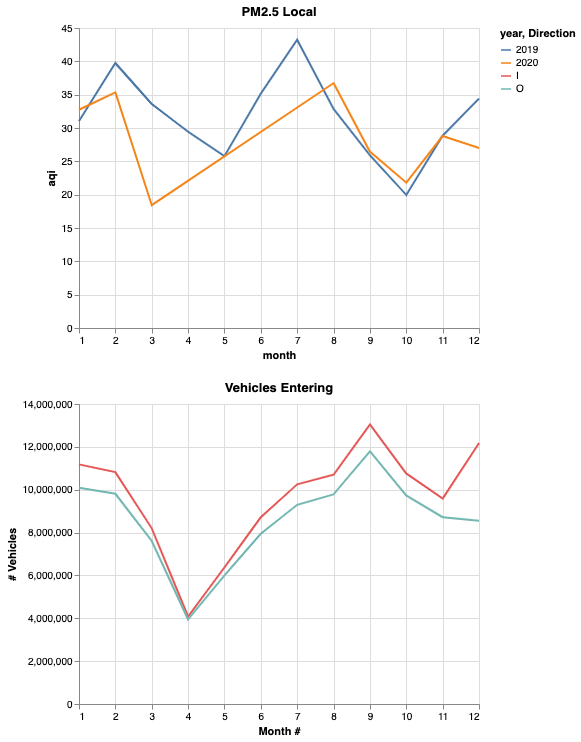 PM2.5 Local
year, Direction
2019
2020
I
O
45
40
35
30
25
20
15
10
5
0
aqi
1 2 3 4 5 6 7 8 9 10 11 12
month
Vehicles Entering
14,000,000
12,000,000
10,000,000
8,000,000
6,000,000
4,000,000
2,000,000
0
# Vehicles
1 2 3 4 5 6 7 8 9 10 11 12
Month #